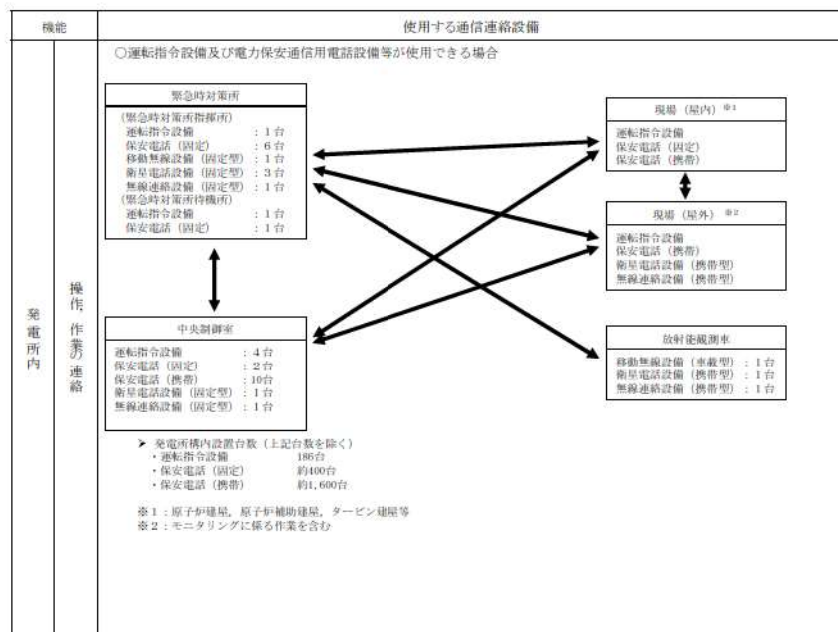 機能
使用する通信連絡設備
発電所内
操作，作業の連絡
○運転指令設備及び電力保安通信用電話設備等が使用できる場合
緊急時対策所
(緊急時対策所指揮所)
運転指令設備 ：1台
保安電話（固定） ：6台
移動無線設備（固定型）：1台
衛星電話設備（固定型）：3台
無線連絡設備（固定型）：1台
(緊急時対策所待機所)
運転指令設備 ：1台
保安電話（固定） ：1台
中央制御室
運転指令設備 ：4台
保安電話（固定） ：2台
保安電話（携帯） ：10台
衛星電話設備（固定型）：1台
無線連絡設備（固定型）：1台
現場（屋内）※1
運転指令設備
保安電話（固定）
保安電話（携帯）
現場（屋外）※2
運転指令設備
保安電話（携帯）
衛星電話設備（携帯型）
無線連絡設備（携帯型）
放射能観測車
移動無線設備（車載型）：1台
衛星電話設備（携帯型）：1台
無線連絡設備（携帯型）：1台
➤ 発電所構内設置台数（上記台数を除く）
・運転指令設備 186台
・保安電話（固定） 約400台
・保安電話（携帯） 約1,600台
※1：原子炉建屋，原子炉補助建屋，タービン建屋等
※2：モニタリングに係る作業を含む